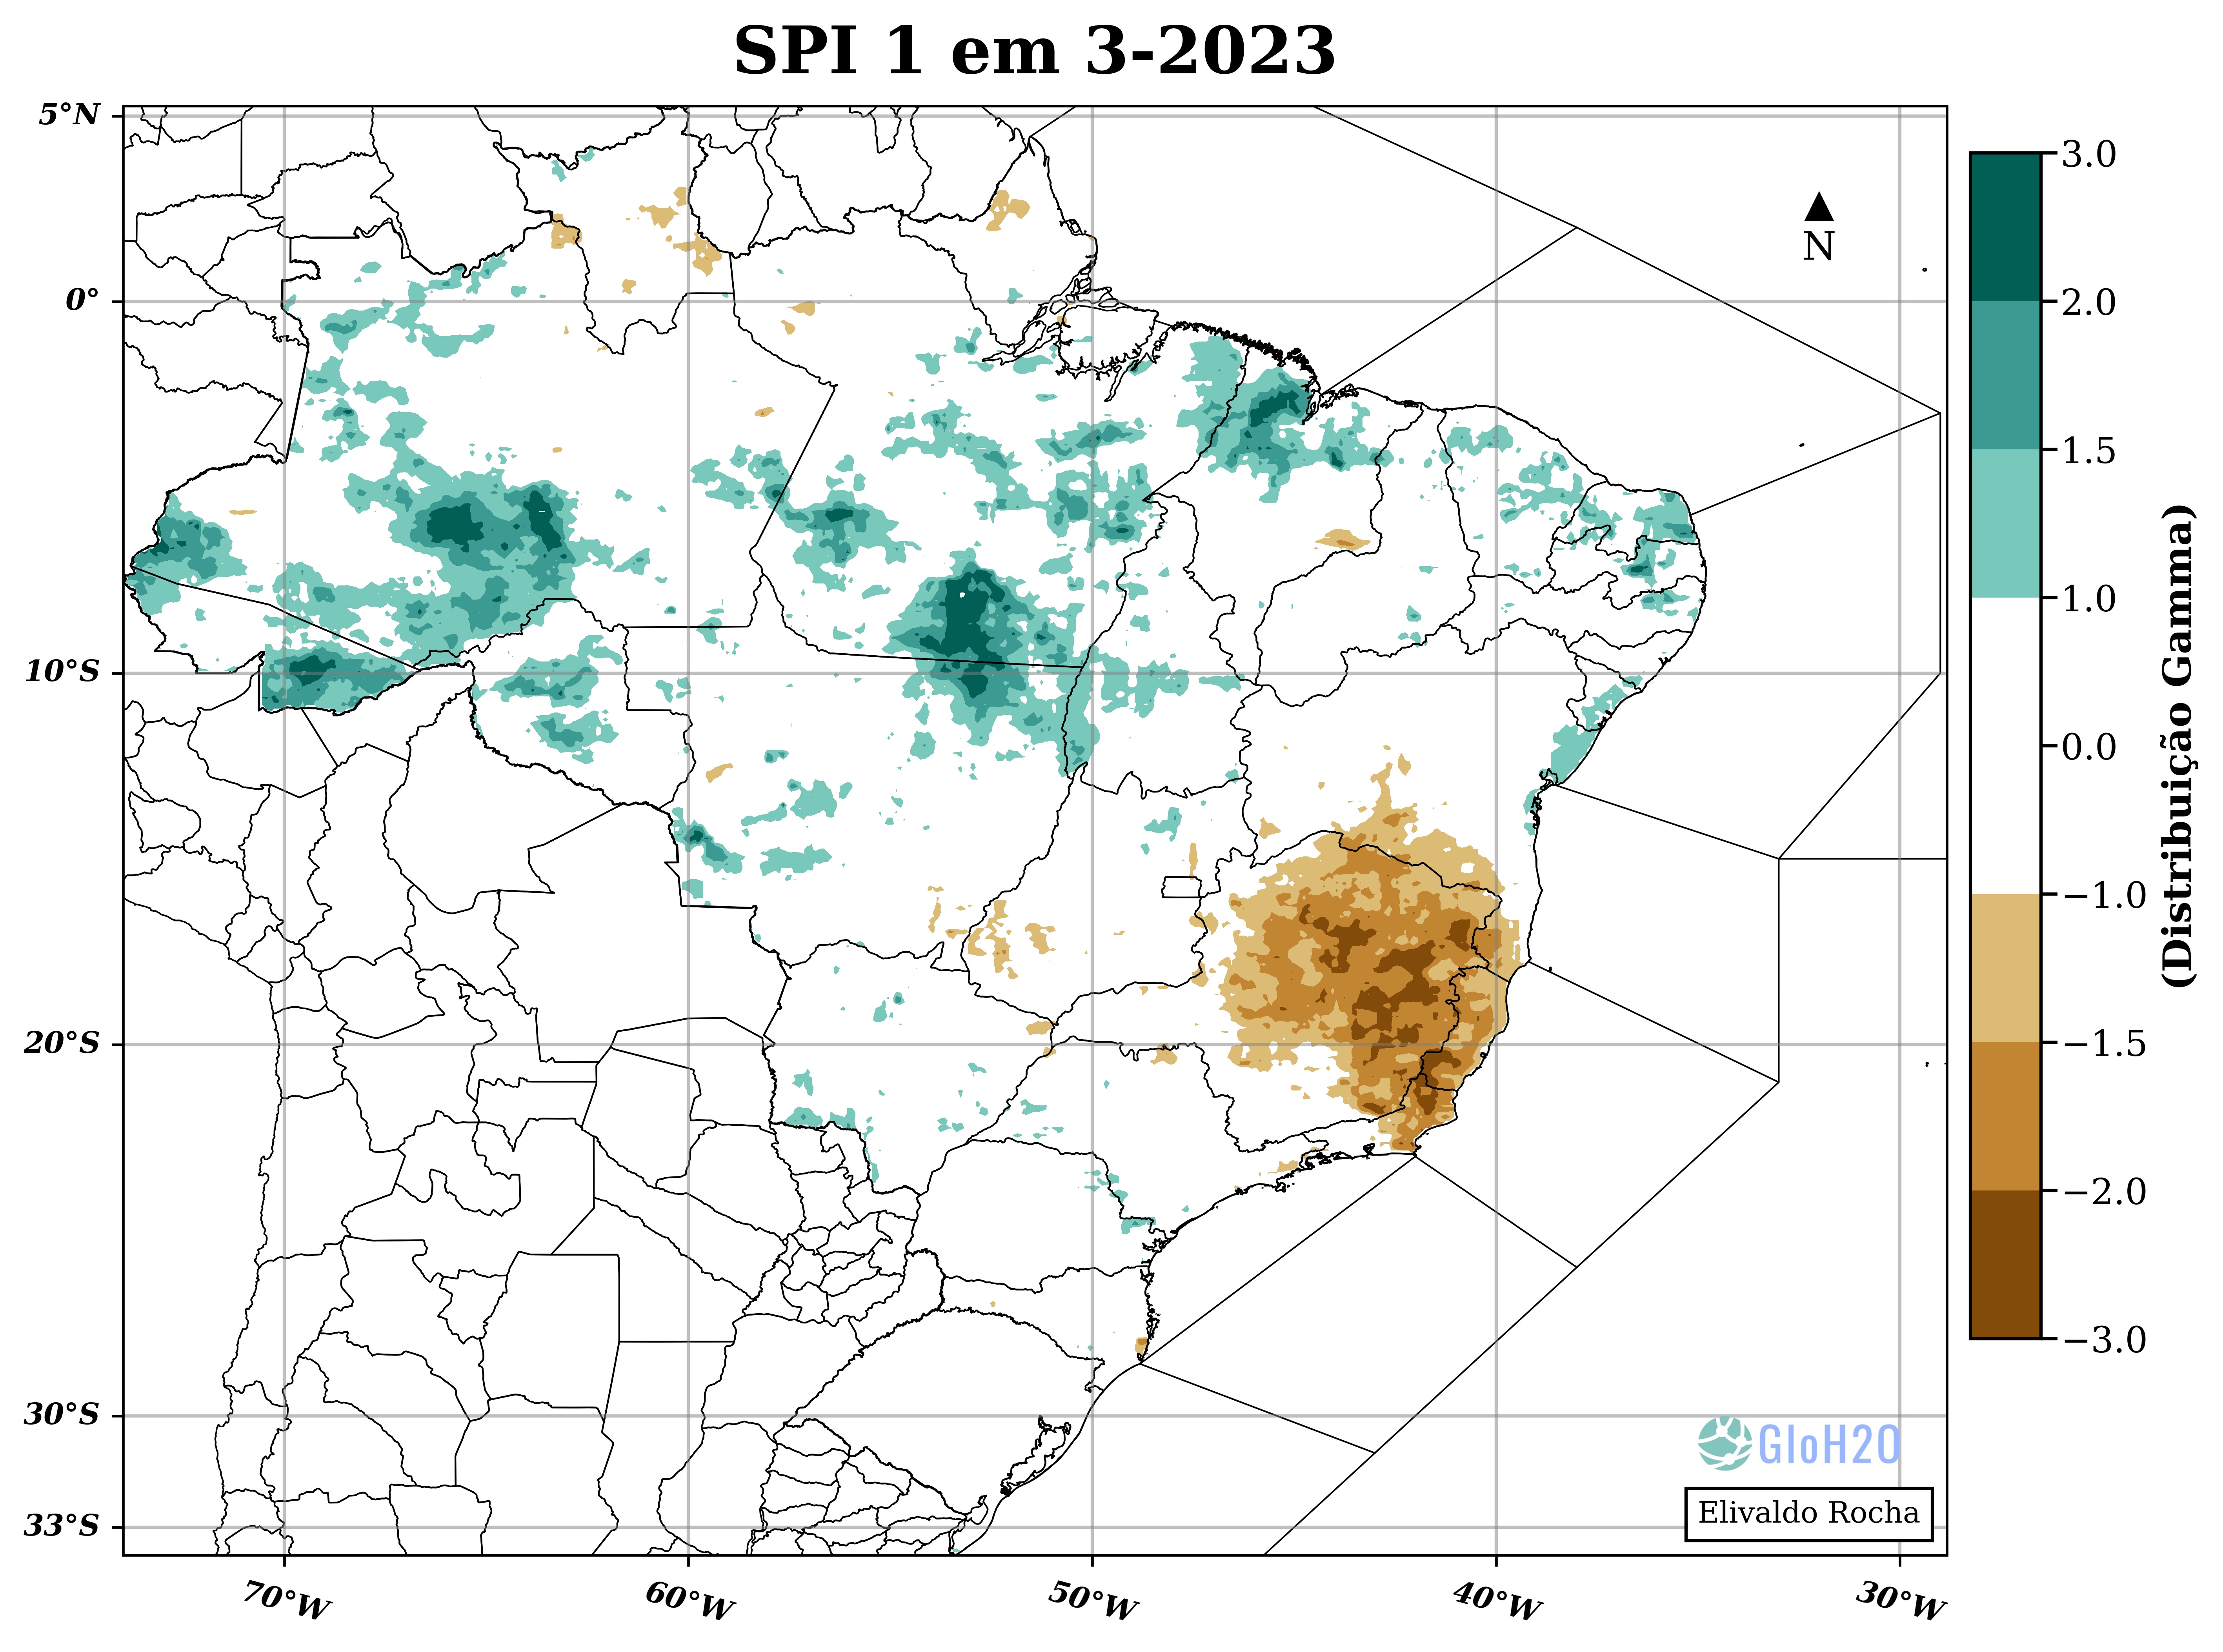 SPI 1 em 3-2023
5°N
0°
10°S
20°S
30°S
33°S
70°W
60°W
50°W
40°W
30°W
N
3.0
2.0
1.5
1.0
0.0
−1.0
−1.5
−2.0
−3.0
(Distribuição Gamma)
GloH2O
Elivaldo Rocha